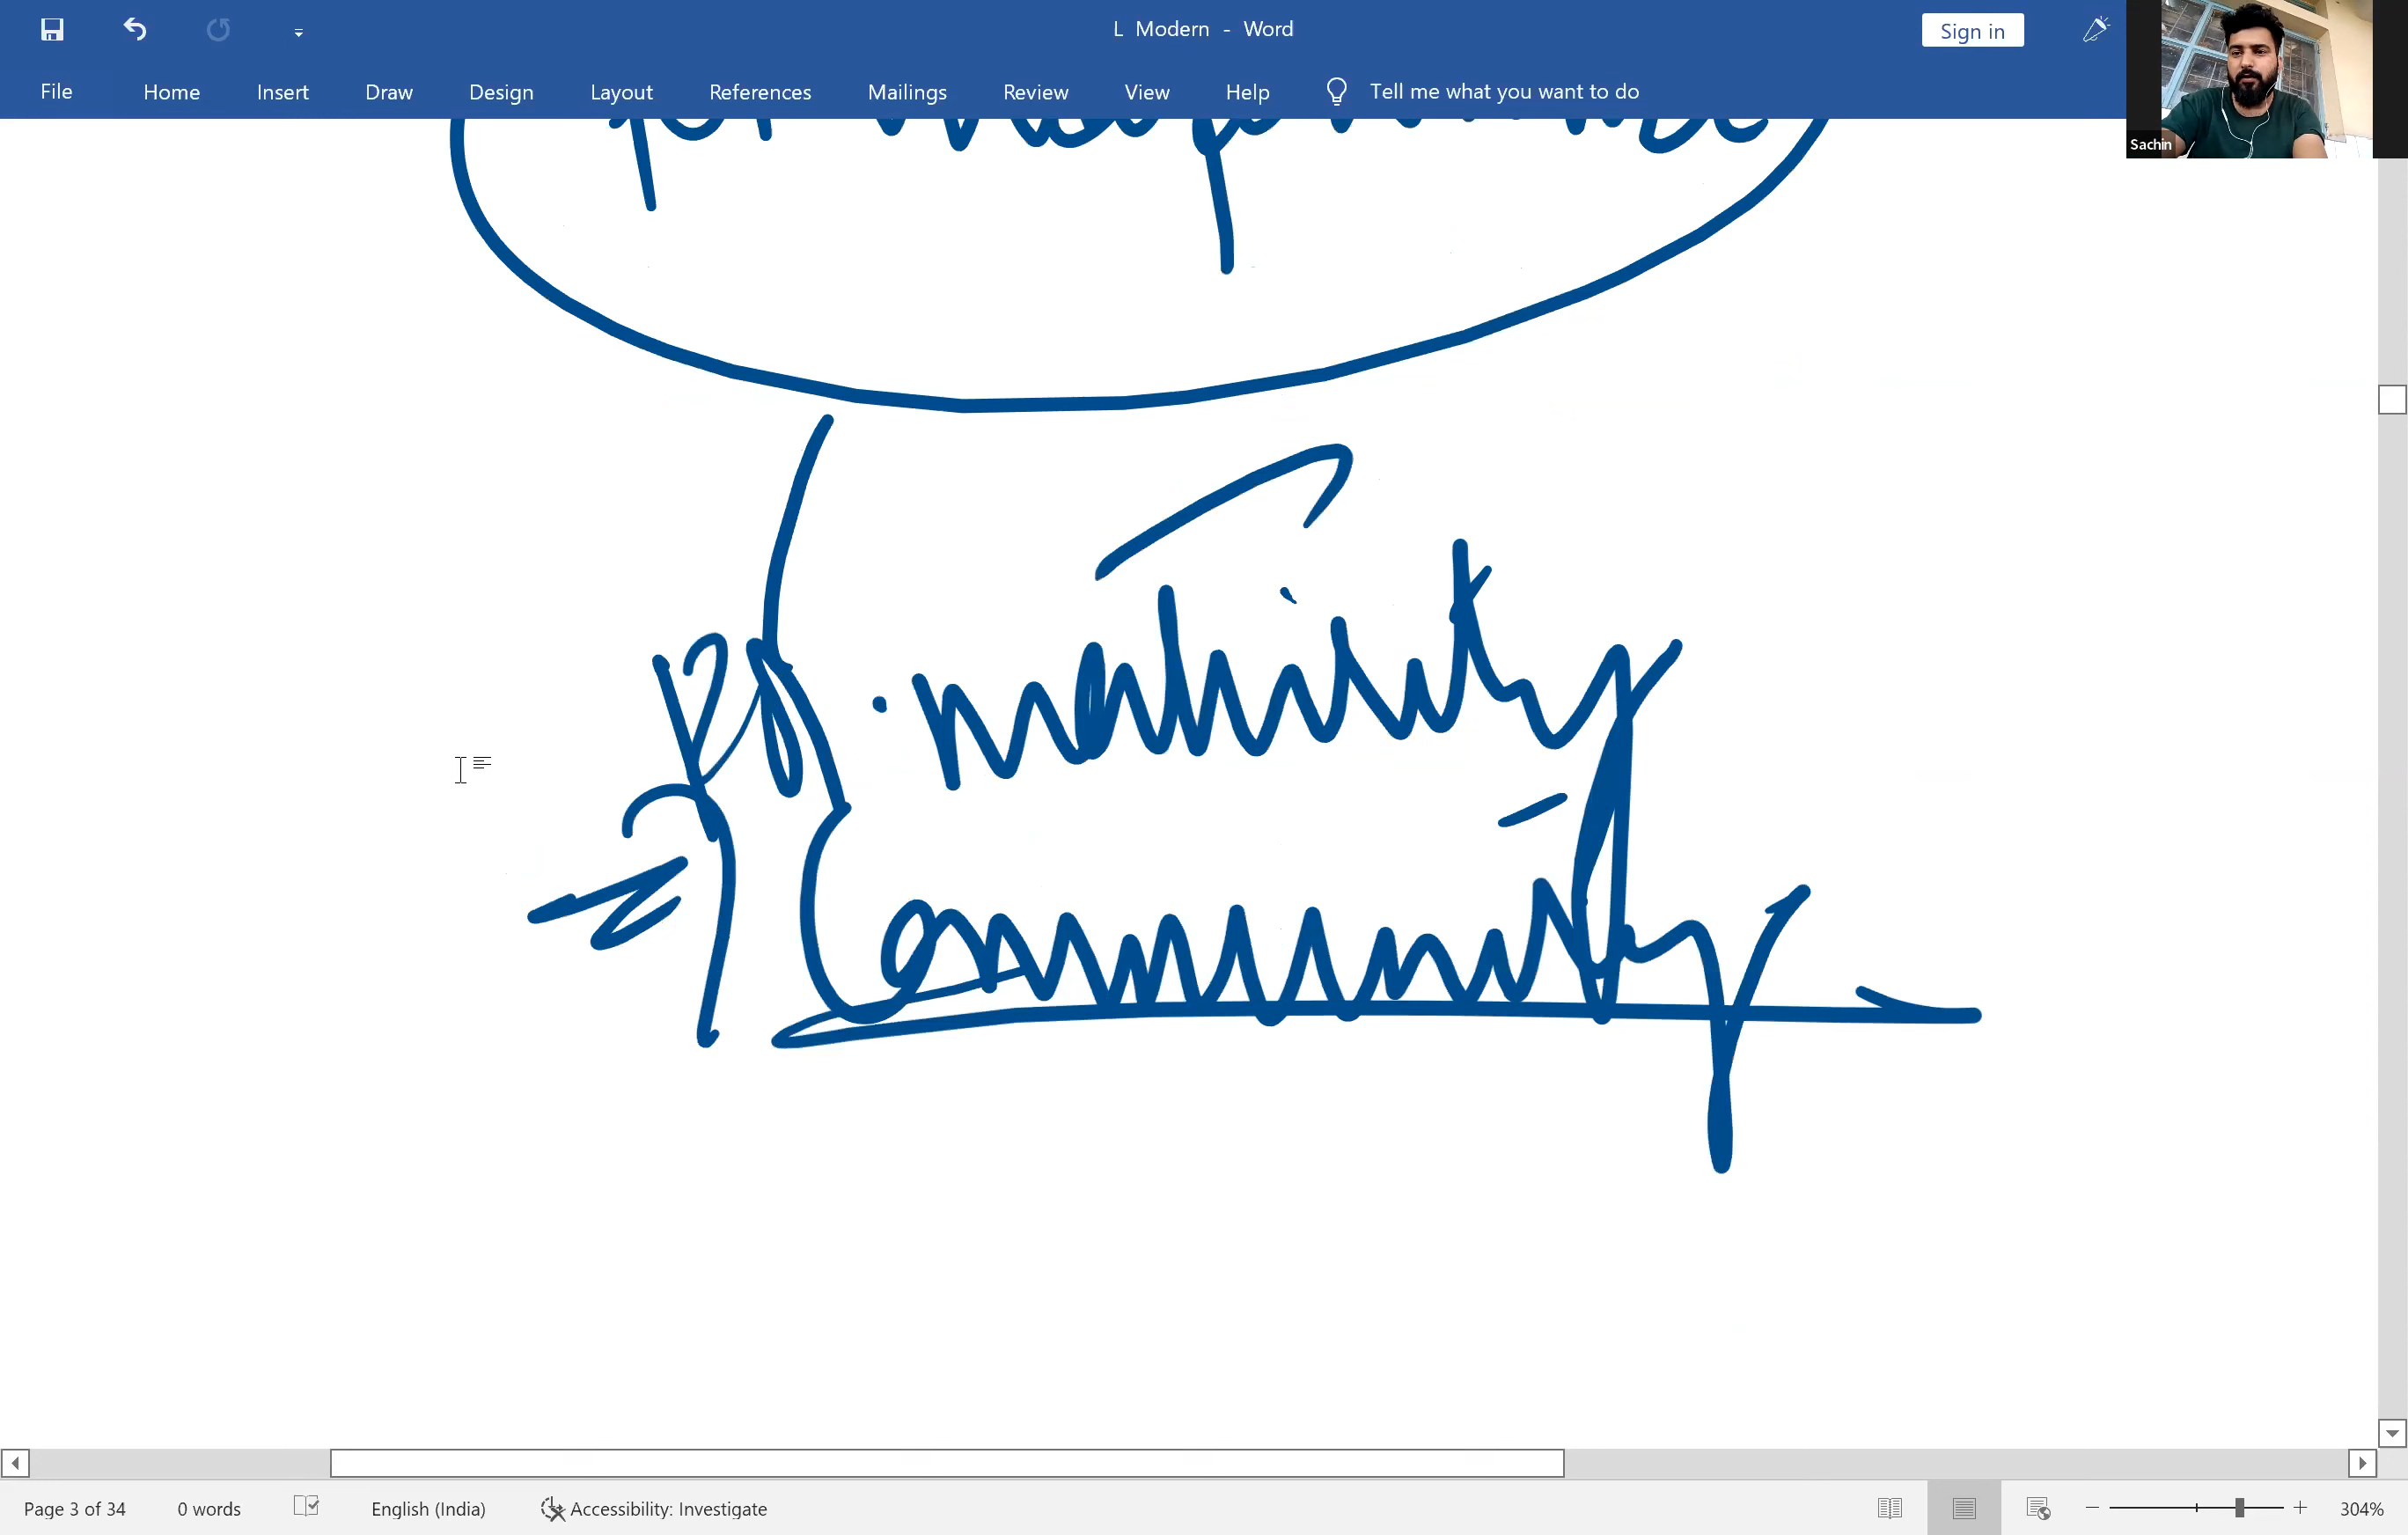 L Modern - Word
Sign in
Sachin
File Home Insert Draw Design Layout References Mailings Review View Help Tell me what you want to do
Community
Page 3 of 34 0 words English (India) Accessibility: Investigate 304%